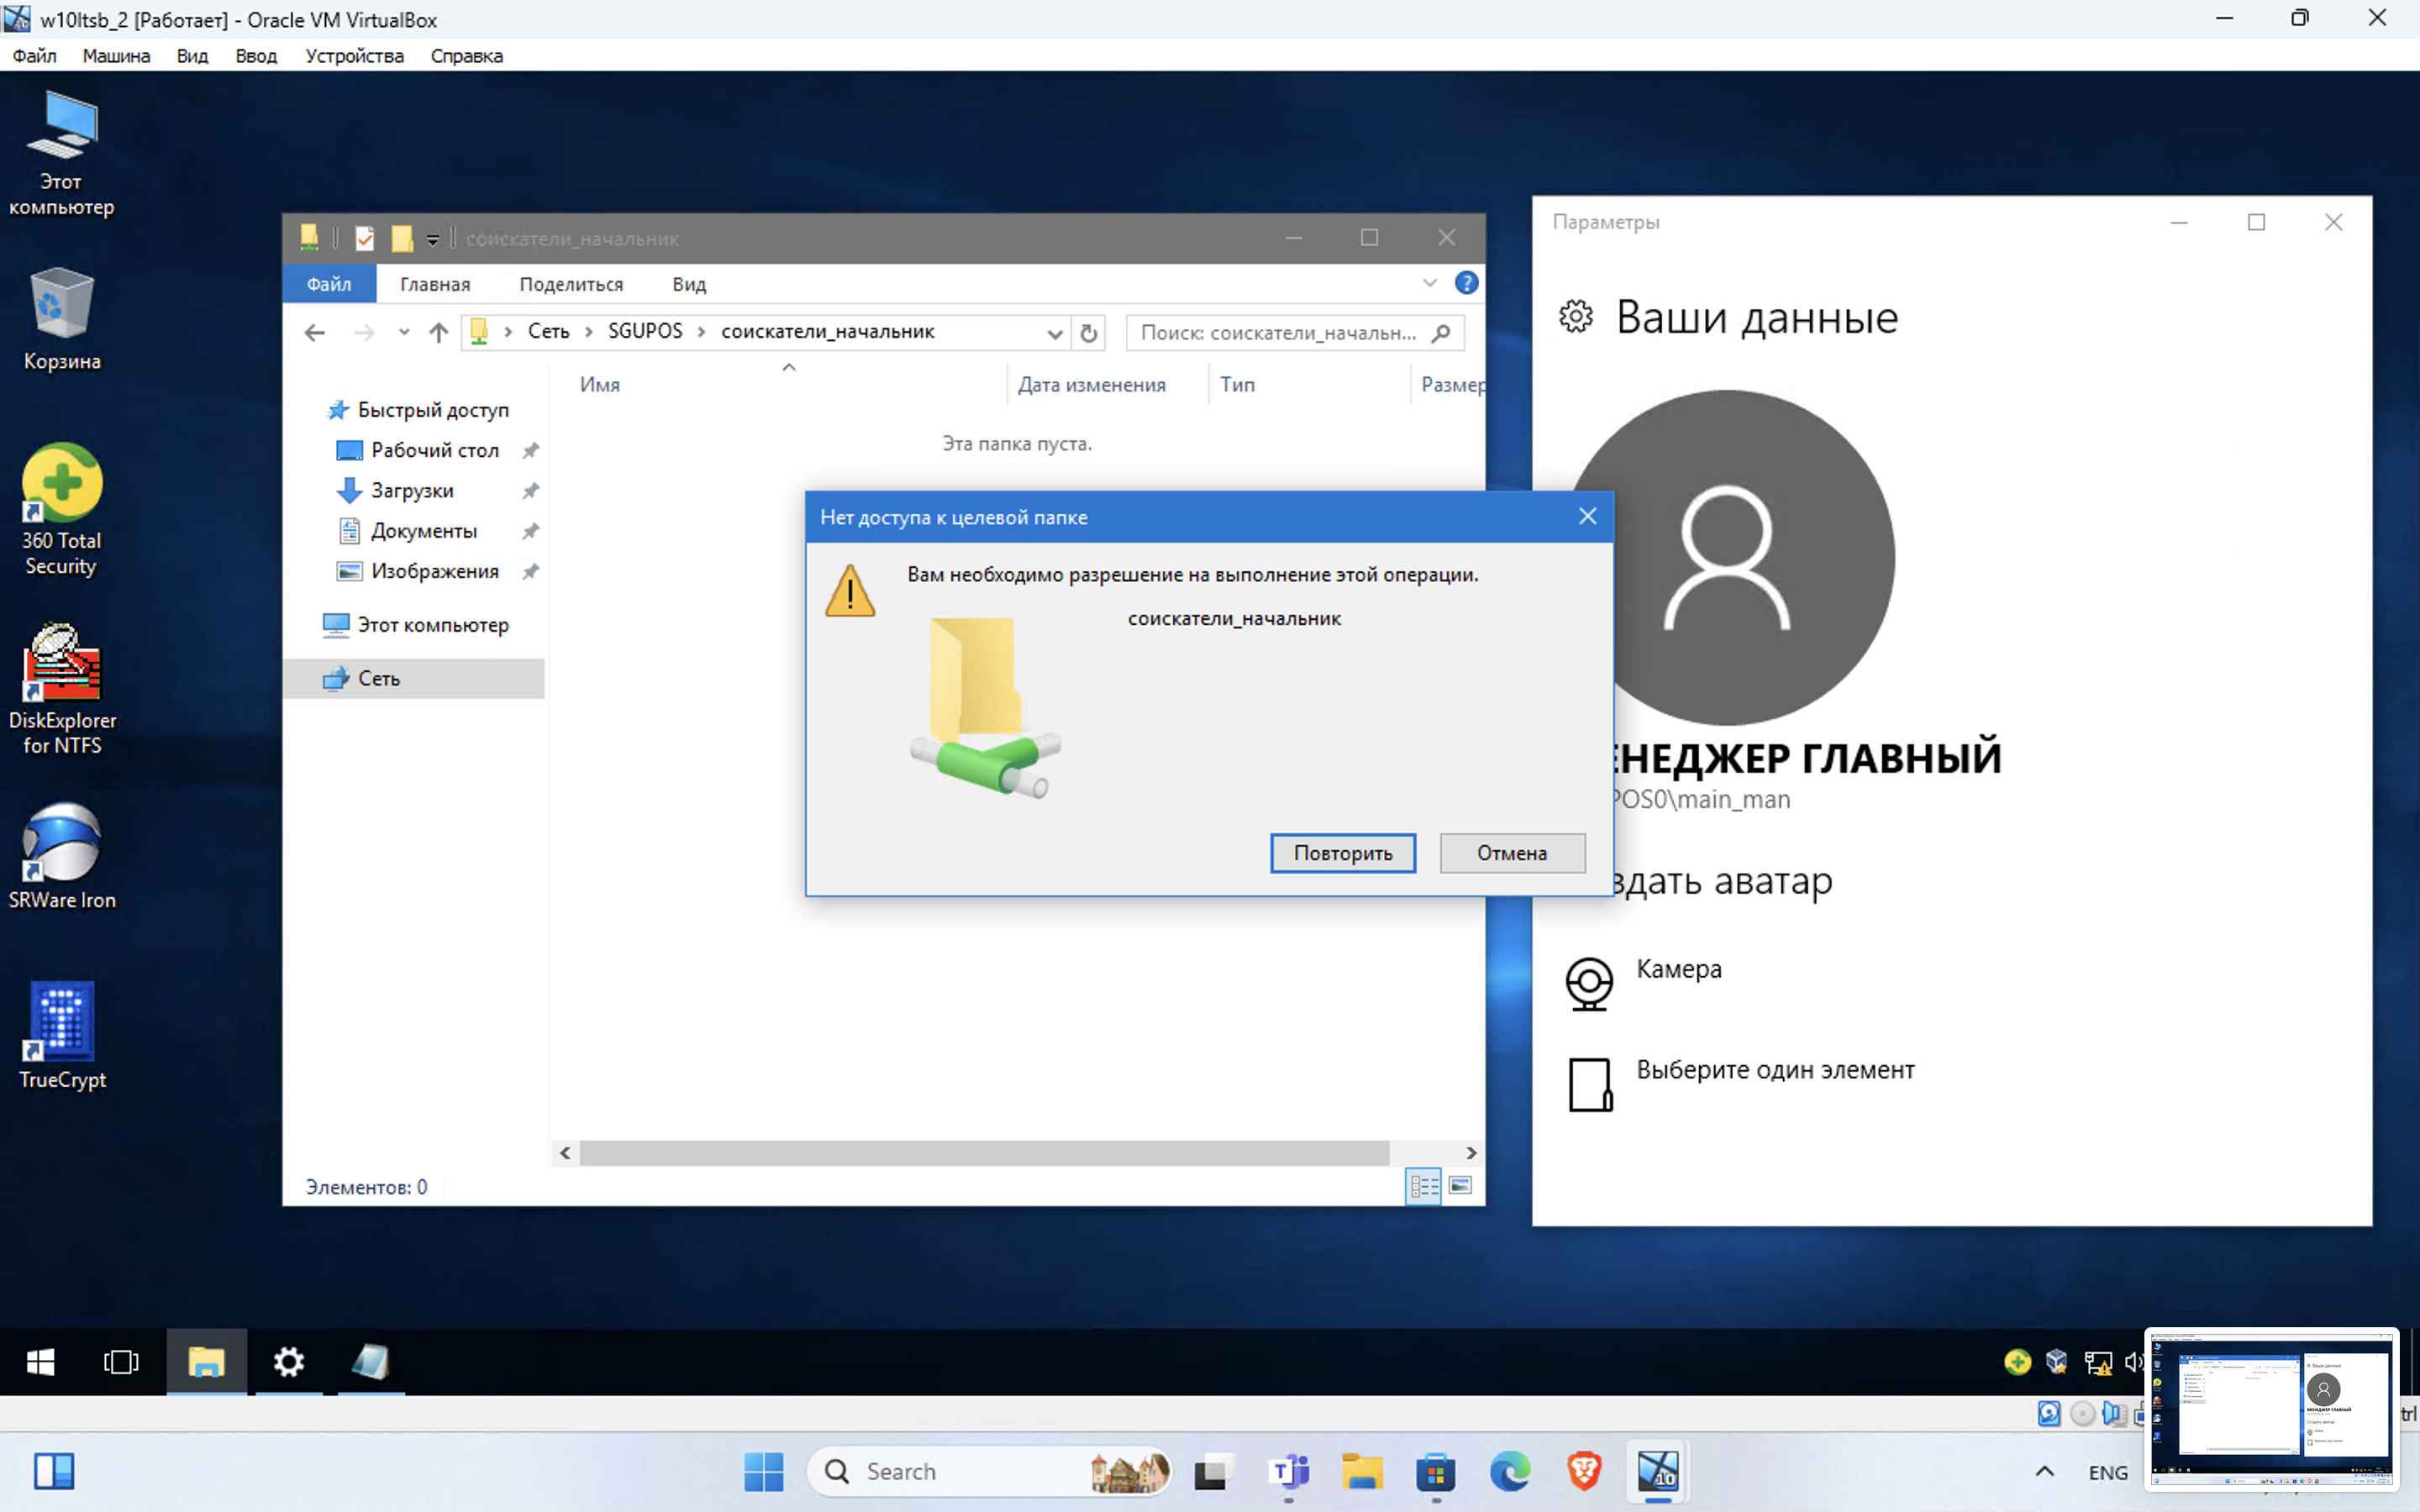 w10ltsb_2 [Работает] - Oracle VM VirtualBox
Файл Машина Вид Ввод Устройства Справка
Этот компьютер
Корзина
360 Total Security
DiskExplorer for NTFS
SRWare Iron
TrueCrypt
соискатели_начальник
Файл Главная Поделиться Вид
Сеть SGUPOS соискатели_начальник
Поиск: соискатели_начальн...
Имя Дата изменения Тип Размер
Эта папка пуста.
Быстрый доступ
Рабочий стол
Загрузки
Документы
Изображения
Этот компьютер
Сеть
Элементов: 0
Нет доступа к целевой папке
Вам необходимо разрешение на выполнение этой операции.
соискатели_начальник
Повторить Отмена
Параметры
Ваши данные
ЕНЕДЖЕР ГЛАВНЫЙ
POS0\main_man
здать аватар
Камера
Выберите один элемент
trl
Search
ENG